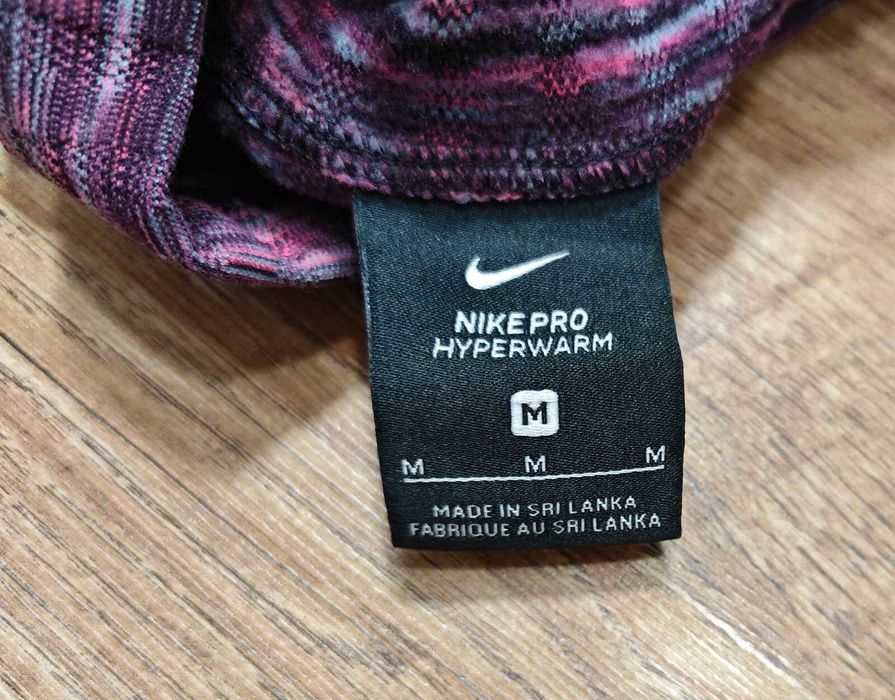 NIKE PRO
HYPERWARM
M
M M M
MADE IN SRI LANKA
FABRIQUE AU SRI LANKA